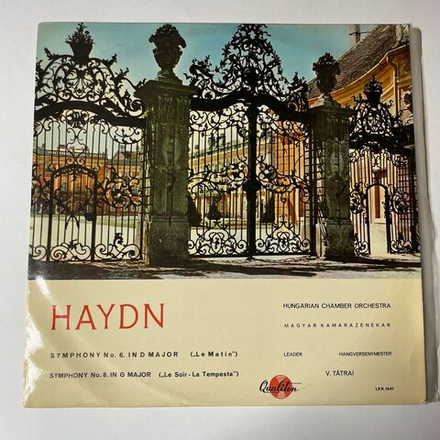 HAYDN
SYMPHONY No. 6. IN D MAJOR („Le Matin”)
SYMPHONY No. 8. IN G MAJOR („Le Soir - La Tempesta”)
HUNGARIAN CHAMBER ORCHESTRA
MAGYAR KAMARAZENEKAR
LEADER HANGVERSENYMESTER
V. TÁTRAI
Qualiton